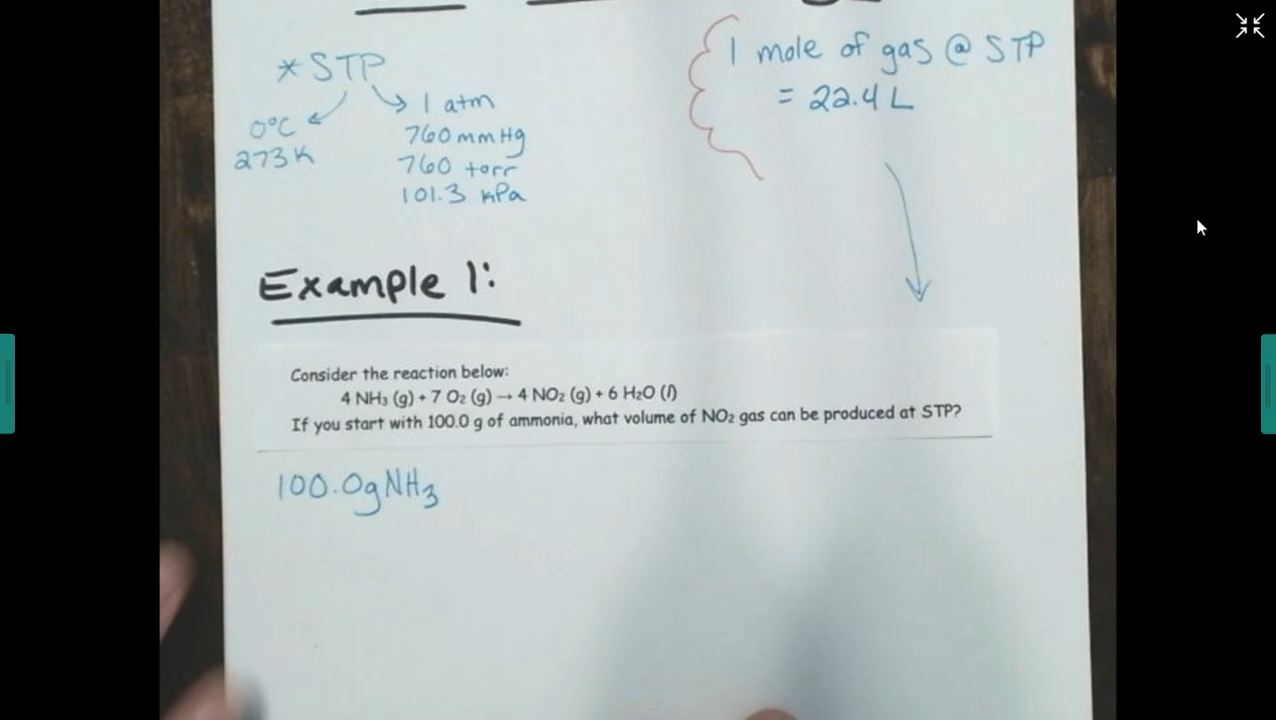 * STP
0°C
273K
1 atm
760 mmHg
760 torr
101.3 kPa
1 mole of gas @ STP
= 22.4 L
Example 1:
Consider the reaction below:
4 NH₃ (g) + 7 O₂ (g) → 4 NO₂ (g) + 6 H₂O (l)
If you start with 100.0 g of ammonia, what volume of NO₂ gas can be produced at STP?
100.0g NH₃